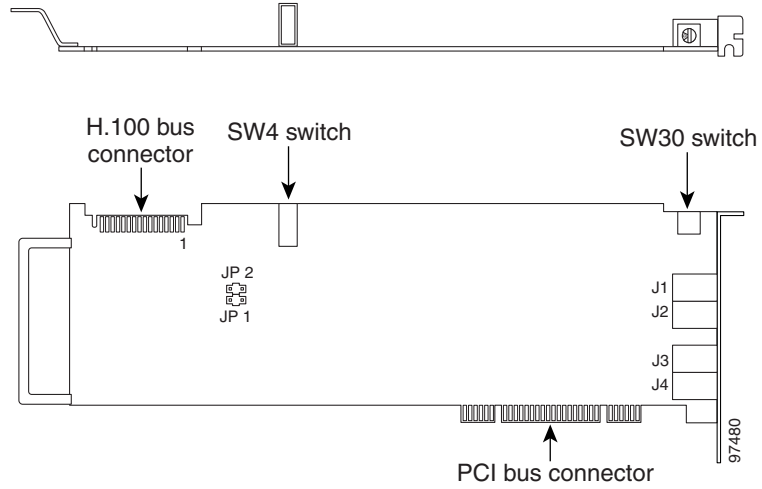 H.100 bus
connector
SW4 switch
SW30 switch
1
JP 2
JP 1
J1
J2
J3
J4
97480
PCI bus connector